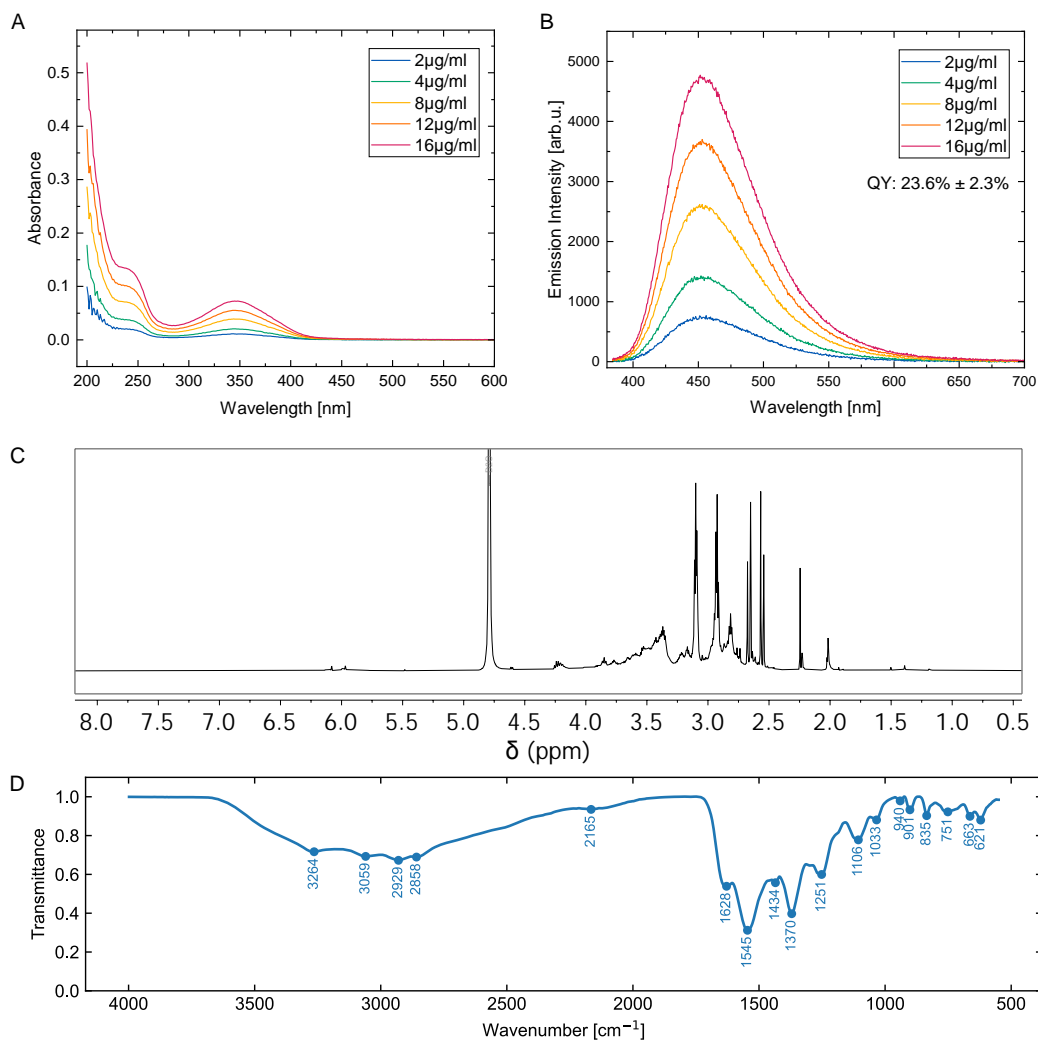 A
0.5
0.4
0.3
0.2
0.1
0.0
Absorbance
200 250 300 350 400 450 500 550 600
Wavelength [nm]
2µg/ml
4µg/ml
8µg/ml
12µg/ml
16µg/ml
B
5000
4000
3000
2000
1000
0
Emission Intensity [arb.u.]
400 450 500 550 600 650 700
Wavelength [nm]
2µg/ml
4µg/ml
8µg/ml
12µg/ml
16µg/ml
QY: 23.6% ± 2.3%
C
8.0 7.5 7.0 6.5 6.0 5.5 5.0 4.5 4.0 3.5 3.0 2.5 2.0 1.5 1.0 0.5
δ (ppm)
D
1.0
0.8
0.6
0.4
0.2
0.0
Transmittance
3264
3059
2929
2858
2165
1628
1545
1434
1370
1251
1106
1033
940
901
835
751
663
621
4000 3500 3000 2500 2000 1500 1000 500
Wavenumber [cm⁻¹]